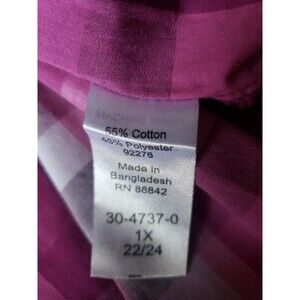 55% Cotton
45% Polyester
92276
Made in
Bangladesh
RN 88842
30-4737-0
1X
22/24